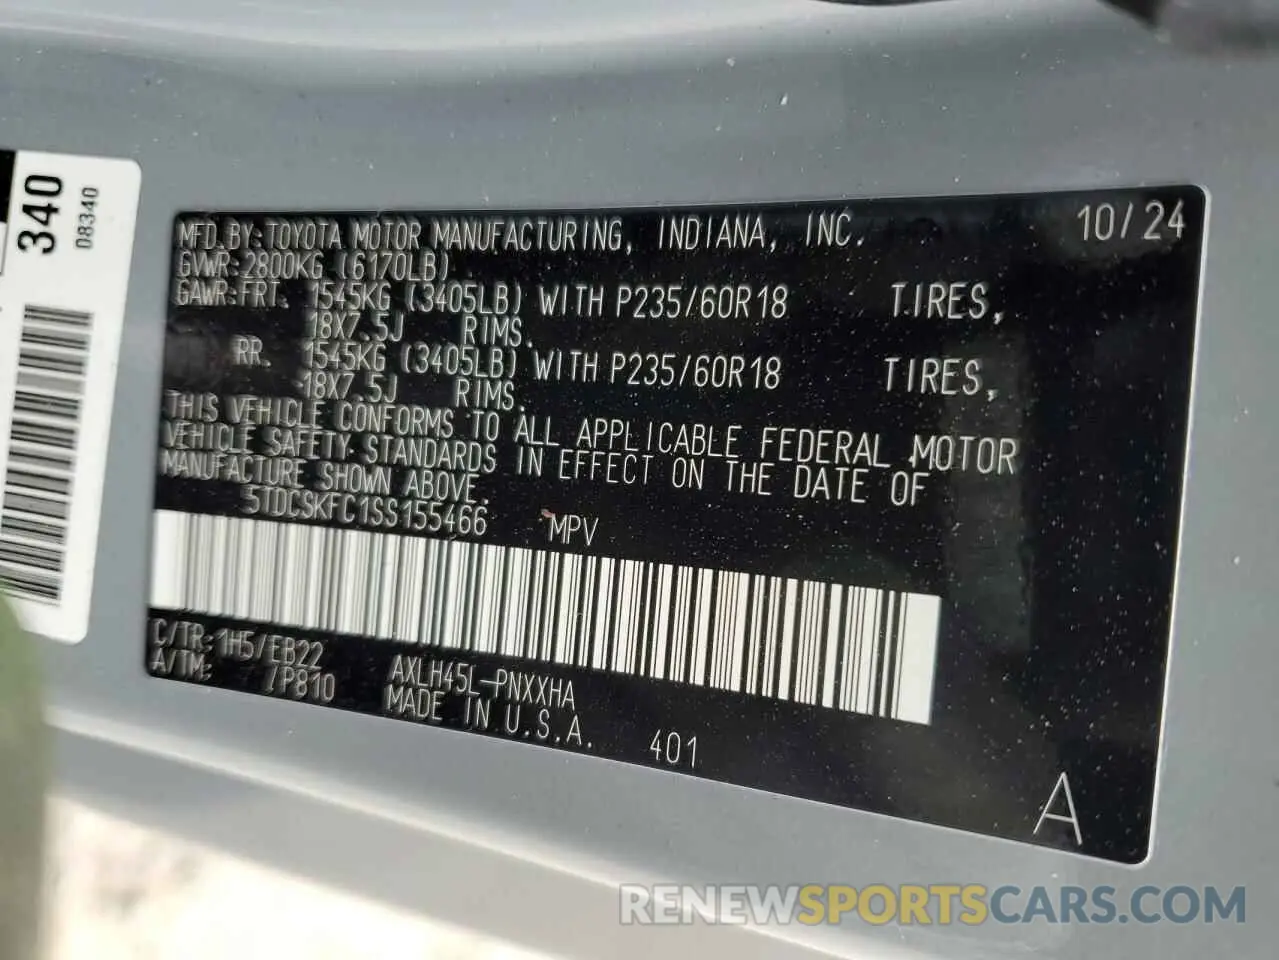 340
08340
MFD.BY:TOYOTA MOTOR MANUFACTURING, INDIANA, INC. 10/24
GVWR:2800KG (6170LB)
GAWR:FRT. 1545KG (3405LB) WITH P235/60R18 TIRES,
18X7.5J RIMS.
RR. 1545KG (3405LB) WITH P235/60R18 TIRES,
18X7.5J RIMS.
THIS VEHICLE CONFORMS TO ALL APPLICABLE FEDERAL MOTOR
VEHICLE SAFETY STANDARDS IN EFFECT ON THE DATE OF
MANUFACTURE SHOWN ABOVE.
5TDCSKFC1SS155466 MPV
C/TR:1H5/EB22 AXLH45L-PNXXHA
A/TM: /P810 MADE IN U.S.A. 401
A
RENEWSPORTSCARS.COM